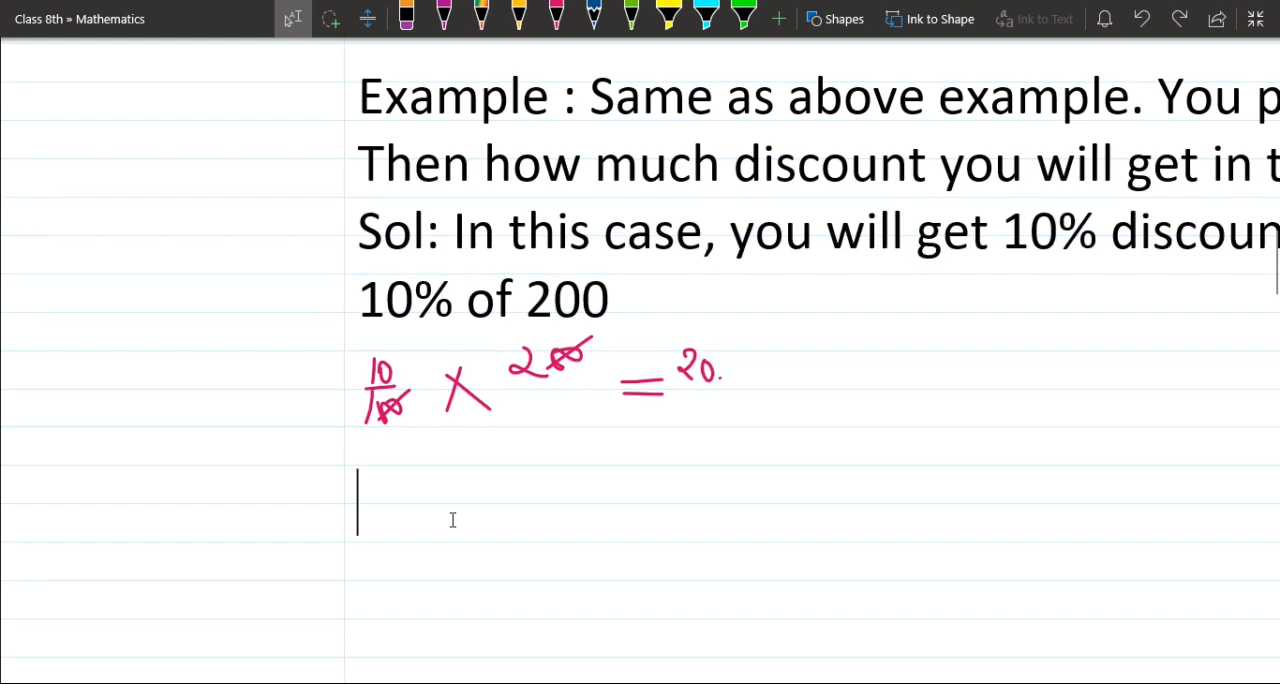 Class 8th » Mathematics
Shapes Ink to Shape Ink to Text
Example : Same as above example. You p
Then how much discount you will get in t
Sol: In this case, you will get 10% discoun
10% of 200
10/100 × 200 = 20.